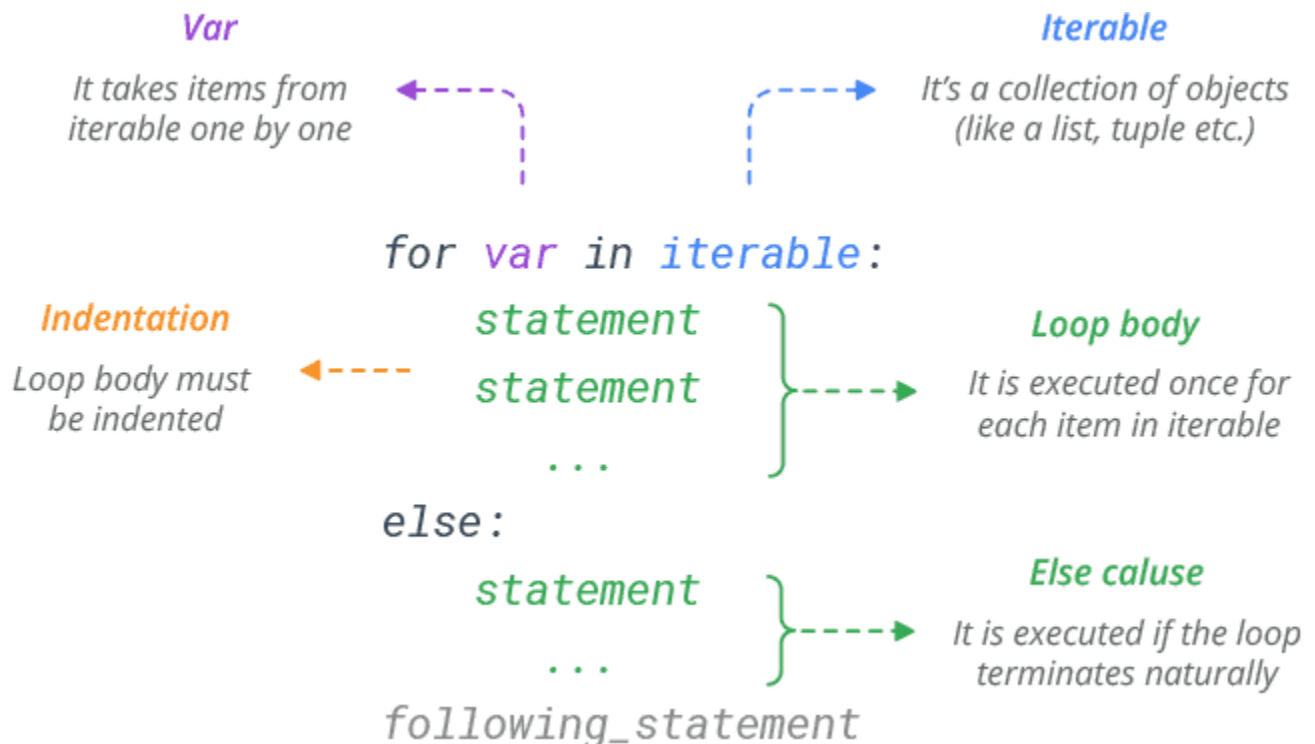 Var
It takes items from
iterable one by one
Iterable
It's a collection of objects
(like a list, tuple etc.)
for var in iterable:
Indentation
Loop body must
be indented
statement
statement
...
Loop body
It is executed once for
each item in iterable
else:
statement
...
Else caluse
It is executed if the loop
terminates naturally
following_statement